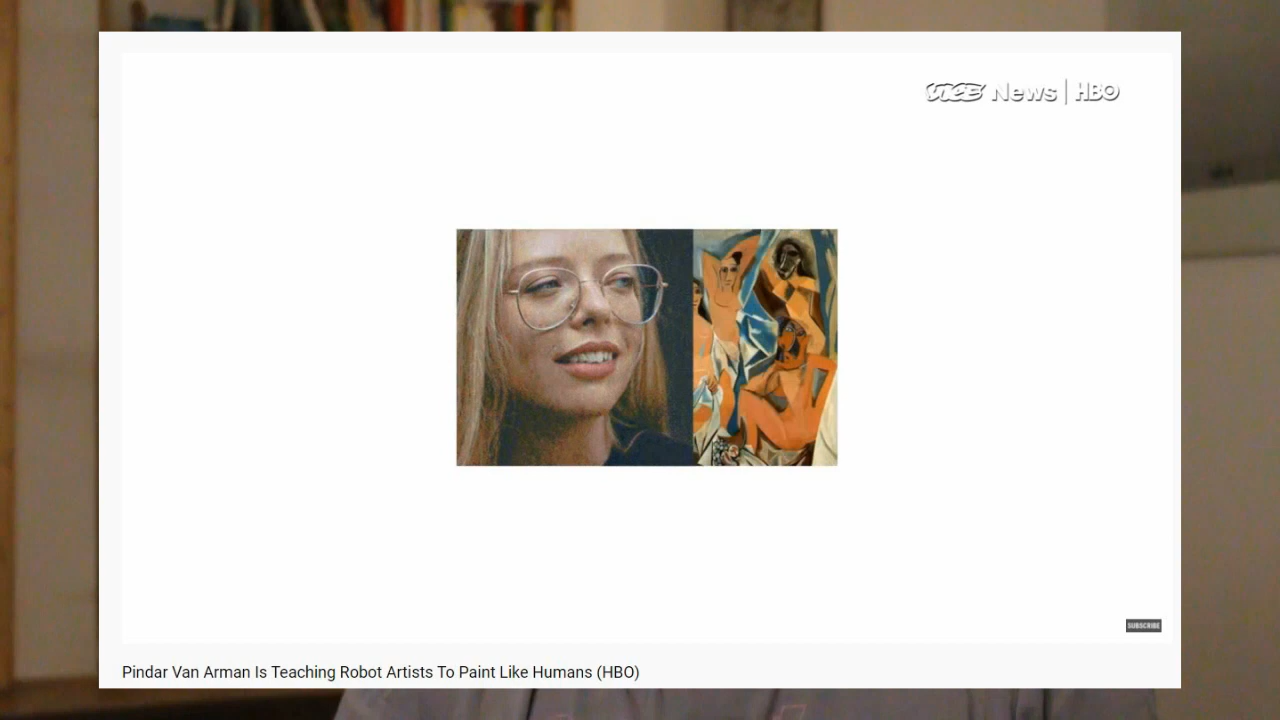 VICE News | HBO
SUBSCRIBE
Pindar Van Arman Is Teaching Robot Artists To Paint Like Humans (HBO)